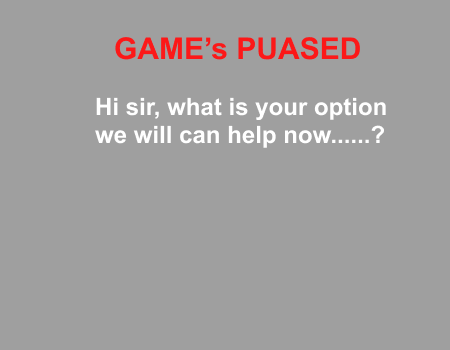 GAME’s PUASED
Hi sir, what is your option
we will can help now......?